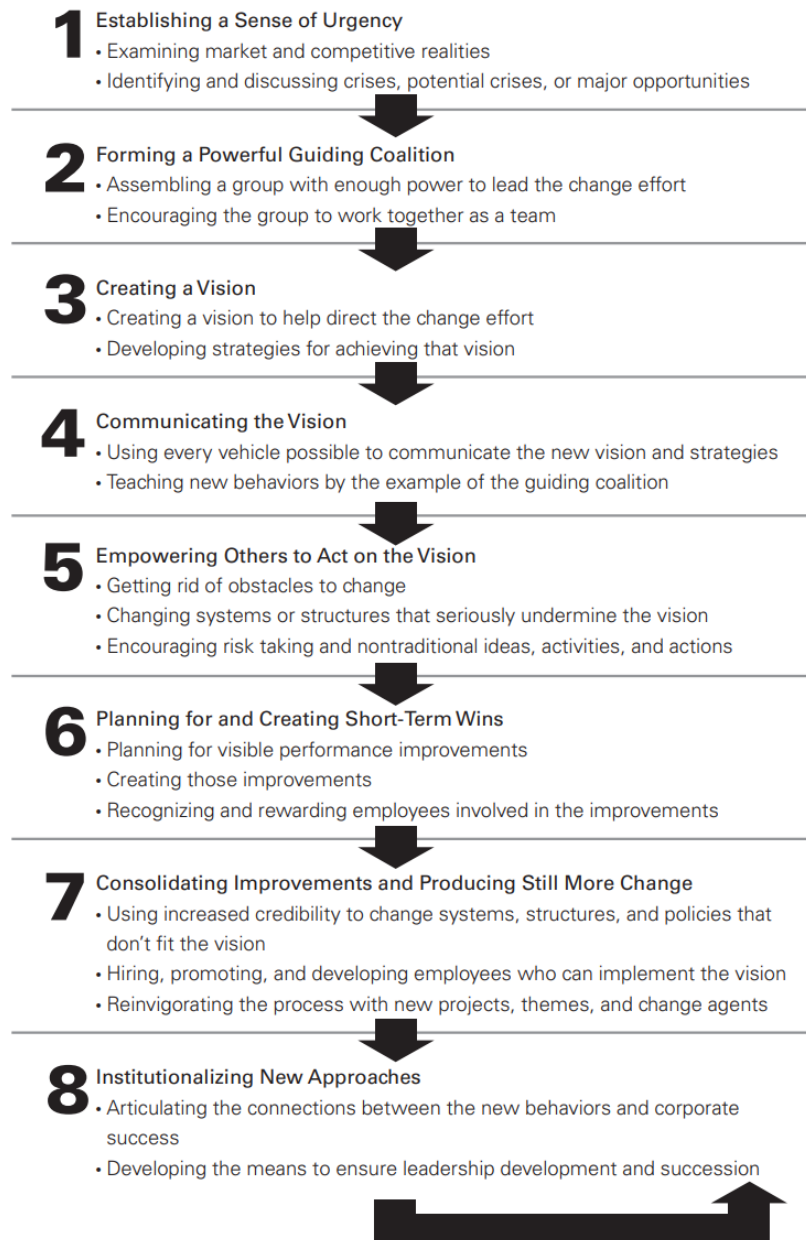 1 Establishing a Sense of Urgency
• Examining market and competitive realities
• Identifying and discussing crises, potential crises, or major opportunities
2 Forming a Powerful Guiding Coalition
• Assembling a group with enough power to lead the change effort
• Encouraging the group to work together as a team
3 Creating a Vision
• Creating a vision to help direct the change effort
• Developing strategies for achieving that vision
4 Communicating the Vision
• Using every vehicle possible to communicate the new vision and strategies
• Teaching new behaviors by the example of the guiding coalition
5 Empowering Others to Act on the Vision
• Getting rid of obstacles to change
• Changing systems or structures that seriously undermine the vision
• Encouraging risk taking and nontraditional ideas, activities, and actions
6 Planning for and Creating Short-Term Wins
• Planning for visible performance improvements
• Creating those improvements
• Recognizing and rewarding employees involved in the improvements
7 Consolidating Improvements and Producing Still More Change
• Using increased credibility to change systems, structures, and policies that
don't fit the vision
• Hiring, promoting, and developing employees who can implement the vision
• Reinvigorating the process with new projects, themes, and change agents
8 Institutionalizing New Approaches
• Articulating the connections between the new behaviors and corporate
success
• Developing the means to ensure leadership development and succession